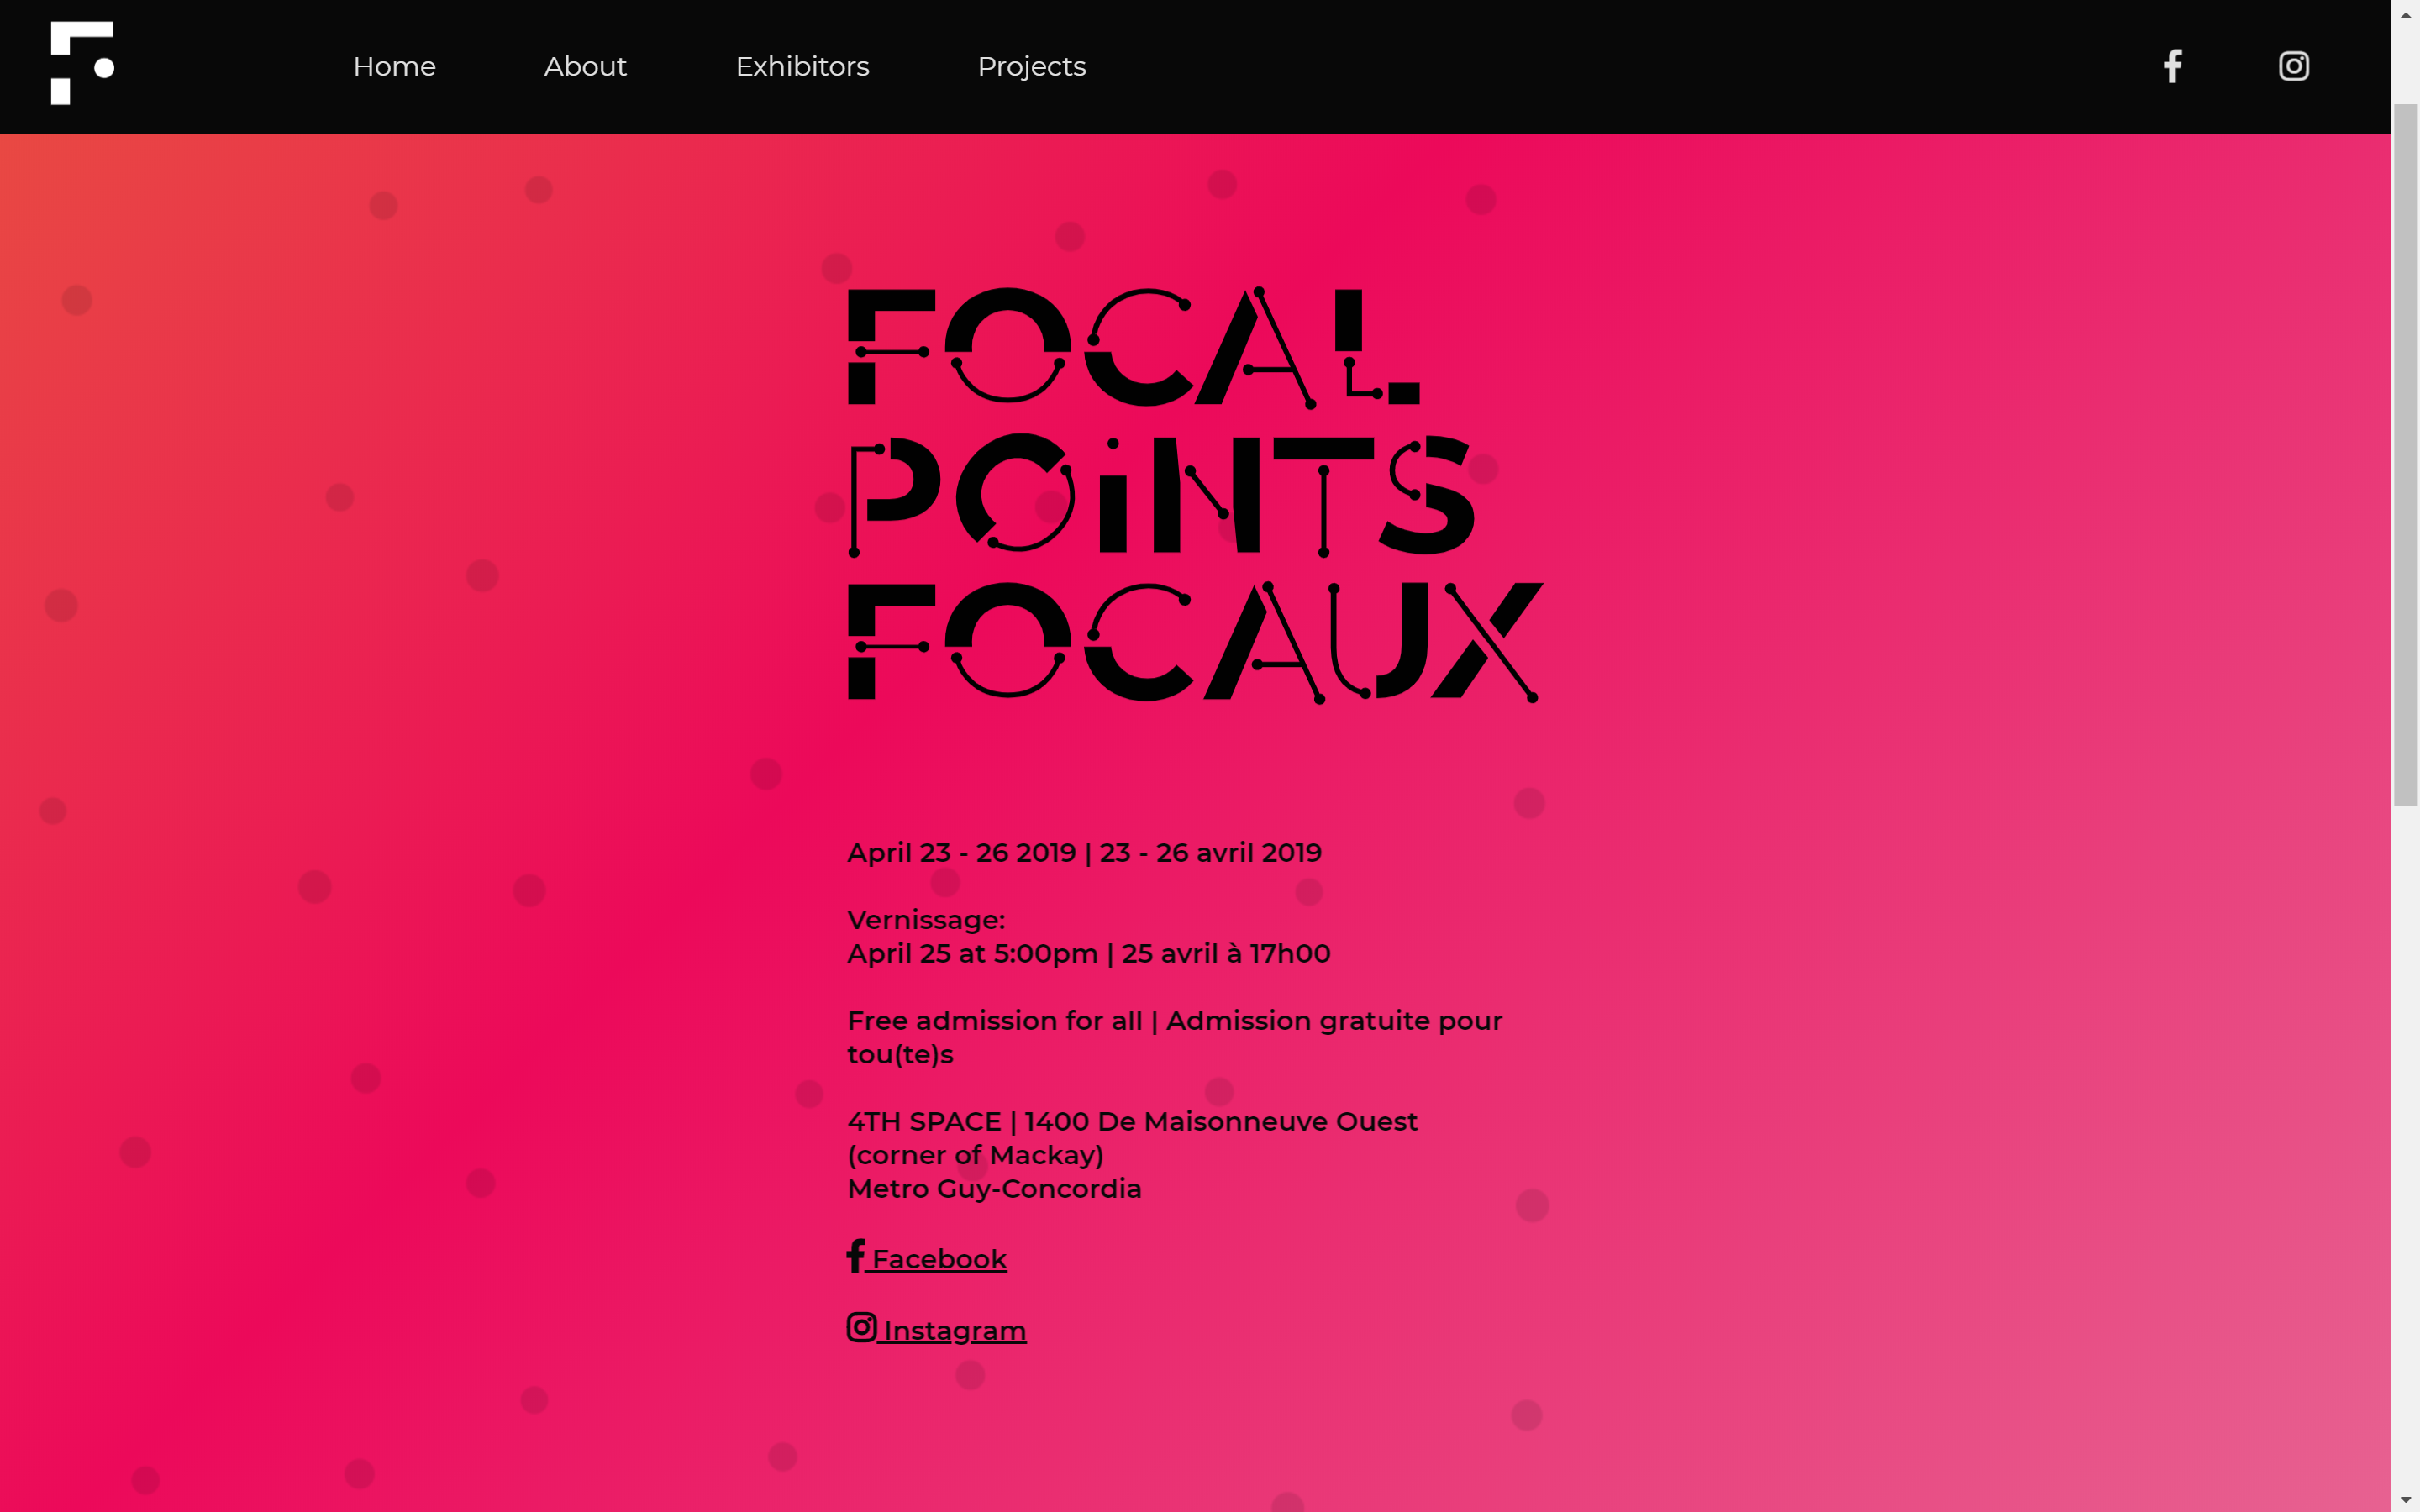 Home About Exhibitors Projects
FOCAL
POiNTS
FOCAUX
April 23 - 26 2019 | 23 - 26 avril 2019
Vernissage:
April 25 at 5:00pm | 25 avril à 17h00
Free admission for all | Admission gratuite pour
tou(te)s
4TH SPACE | 1400 De Maisonneuve Ouest
(corner of Mackay)
Metro Guy-Concordia
Facebook
Instagram